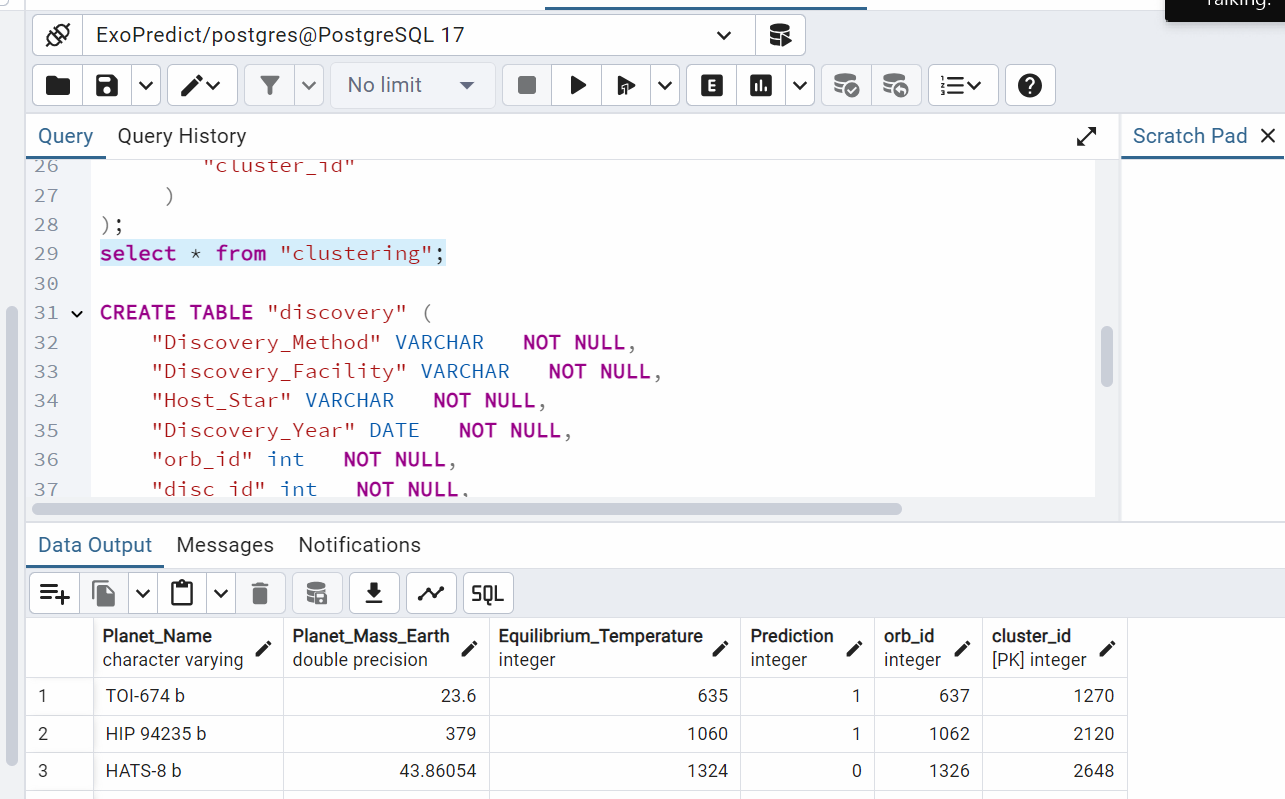 Talking:
ExoPredict/postgres@PostgreSQL 17
No limit
E
Query Query History
Scratch Pad
26 "cluster_id"
27 )
28 );
29 select * from "clustering";
30
31 CREATE TABLE "discovery" (
32 "Discovery_Method" VARCHAR NOT NULL,
33 "Discovery_Facility" VARCHAR NOT NULL,
34 "Host_Star" VARCHAR NOT NULL,
35 "Discovery_Year" DATE NOT NULL,
36 "orb_id" int NOT NULL,
37 "disc_id" int NOT NULL,
Data Output Messages Notifications
SQL
Planet_Name Planet_Mass_Earth Equilibrium_Temperature Prediction orb_id cluster_id
character varying double precision integer integer integer [PK] integer
1 TOI-674 b 23.6 635 1 637 1270
2 HIP 94235 b 379 1060 1 1062 2120
3 HATS-8 b 43.86054 1324 0 1326 2648